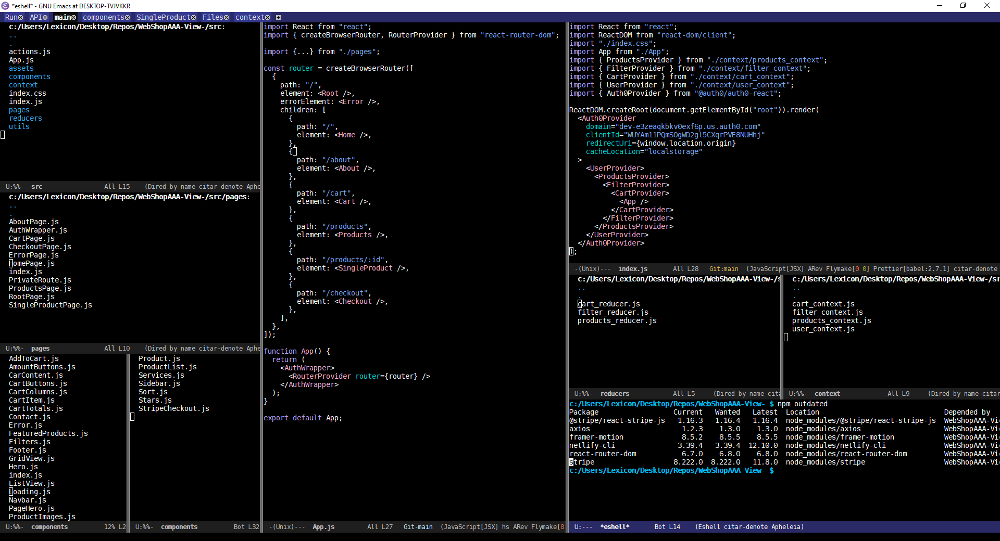 *eshell* - GNU Emacs at DESKTOP-TVJVKKR
Run API main components SingleProduct Files context
c:/Users/Lexicon/Desktop/Repos/WebShopAAA-View-/src:
..
.
actions.js
App.js
assets
components
context
index.css
index.js
pages
reducers
utils
U:%%- src All L15 (Dired by name citar-denote Aphe
c:/Users/Lexicon/Desktop/Repos/WebShopAAA-View-/src/pages:
..
.
AboutPage.js
AuthWrapper.js
CartPage.js
CheckoutPage.js
ErrorPage.js
HomePage.js
index.js
PrivateRoute.js
ProductsPage.js
RootPage.js
SingleProductPage.js
U:%%- pages All L10 (Dired by name citar-denote Aphe
AddToCart.js
AmountButtons.js
CarContent.js
CartButtons.js
CartColumns.js
CartItem.js
CartTotals.js
Contact.js
Error.js
FeaturedProducts.js
Filters.js
Footer.js
GridView.js
Hero.js
index.js
ListView.js
Loading.js
Navbar.js
PageHero.js
ProductImages.js
U:%%- components 12% L2
Product.js
ProductList.js
Services.js
Sidebar.js
Sort.js
Stars.js
StripeCheckout.js
U:%%- components Bot L32
import React from "react";
import { createBrowserRouter, RouterProvider } from "react-router-dom";
import {...} from "./pages";
const router = createBrowserRouter([
{
path: "/",
element: <Root />,
errorElement: <Error />,
children: [
{
path: "/",
element: <Home />,
},
{
path: "/about",
element: <About />,
},
{
path: "/cart",
element: <Cart />,
},
{
path: "/products",
element: <Products />,
},
{
path: "/products/:id",
element: <SingleProduct />,
},
{
path: "/checkout",
element: <Checkout />,
},
],
},
]);
function App() {
return (
<AuthWrapper>
<RouterProvider router={router} />
</AuthWrapper>
);
}
export default App;
-(Unix)--- App.js All L27 Git-main (JavaScript[JSX] hs ARev Flymake[0
import React from "react";
import ReactDOM from "react-dom/client";
import "./index.css";
import App from "./App";
import { ProductsProvider } from "./context/products_context";
import { FilterProvider } from "./context/filter_context";
import { CartProvider } from "./context/cart_context";
import { UserProvider } from "./context/user_context";
import { Auth0Provider } from "@auth0/auth0-react";
ReactDOM.createRoot(document.getElementById("root")).render(
<Auth0Provider
domain="dev-e3zeaqkbkv0exf6p.us.auth0.com"
clientId="WUYAm11PQmS0gWD2gl5CXqrPVE8NUHhj"
redirectUri={window.location.origin}
cacheLocation="localstorage"
>
<UserProvider>
<ProductsProvider>
<FilterProvider>
<CartProvider>
<App />
</CartProvider>
</FilterProvider>
</ProductsProvider>
</UserProvider>
</Auth0Provider>
);
-(Unix)--- index.js All L28 Git:main (JavaScript[JSX] ARev Flymake[0 0] Prettier[babel:2.7.1] citar-denote
c:/Users/Lexicon/Desktop/Repos/WebShopAAA-View-/s
..
.
cart_reducer.js
filter_reducer.js
products_reducer.js
U:%%- reducers All L5 (Dired by name cita
c:/Users/Lexicon/Desktop/Repos/WebShopAAA-View-/sr
..
.
cart_context.js
filter_context.js
products_context.js
user_context.js
U:%%- context All L9 (Dired by name citar
c:/Users/Lexicon/Desktop/Repos/WebShopAAA-View- $ npm outdated
Package Current Wanted Latest Location Depended by
@stripe/react-stripe-js 1.16.3 1.16.4 1.16.4 node_modules/@stripe/react-stripe-js WebShopAAA-Vi
axios 1.2.3 1.3.0 1.3.0 node_modules/axios WebShopAAA-Vi
framer-motion 8.5.2 8.5.5 8.5.5 node_modules/framer-motion WebShopAAA-Vi
netlify-cli 3.39.4 3.39.4 12.10.0 node_modules/netlify-cli WebShopAAA-Vi
react-router-dom 6.7.0 6.8.0 6.8.0 node_modules/react-router-dom WebShopAAA-Vi
stripe 8.222.0 8.222.0 11.8.0 node_modules/stripe WebShopAAA-Vi
c:/Users/Lexicon/Desktop/Repos/WebShopAAA-View- $
U:--- *eshell* Bot L14 (Eshell citar-denote Apheleia)